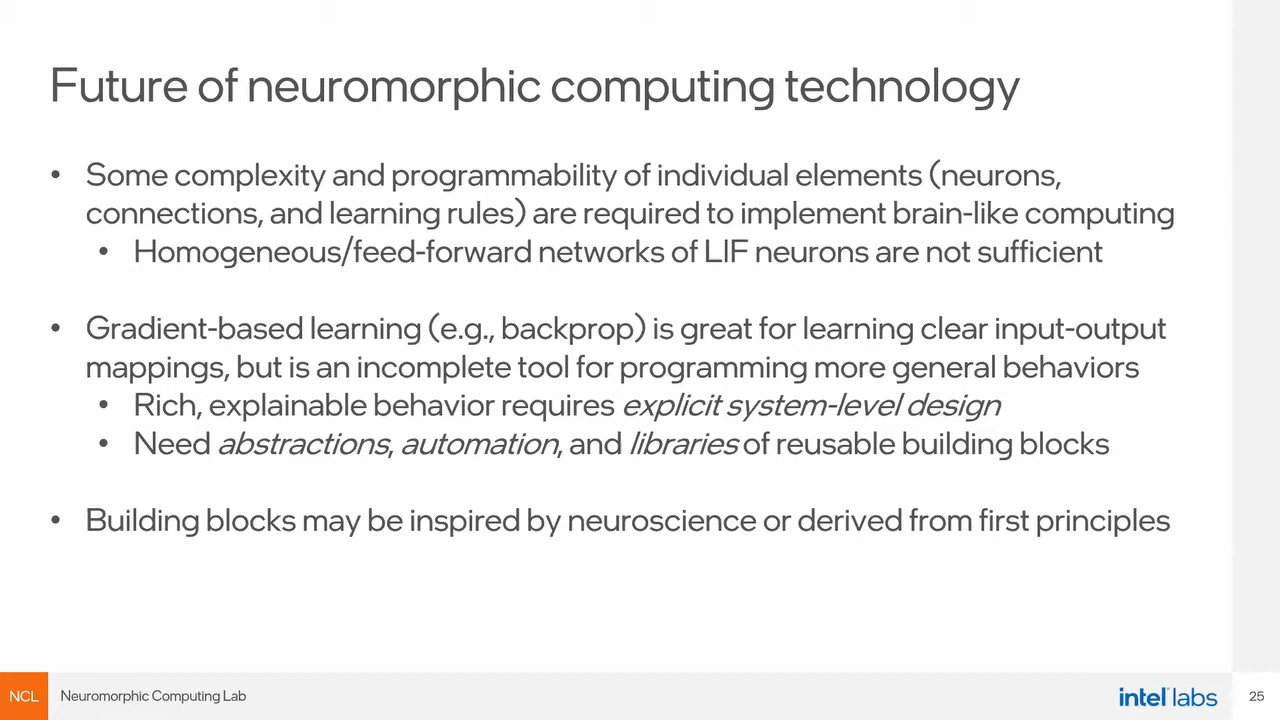 Future of neuromorphic computing technology
• Some complexity and programmability of individual elements (neurons,
connections, and learning rules) are required to implement brain-like computing
• Homogeneous/feed-forward networks of LIF neurons are not sufficient
• Gradient-based learning (e.g., backprop) is great for learning clear input-output
mappings, but is an incomplete tool for programming more general behaviors
• Rich, explainable behavior requires explicit system-level design
• Need abstractions, automation, and libraries of reusable building blocks
• Building blocks may be inspired by neuroscience or derived from first principles
NCL Neuromorphic Computing Lab intel labs 25